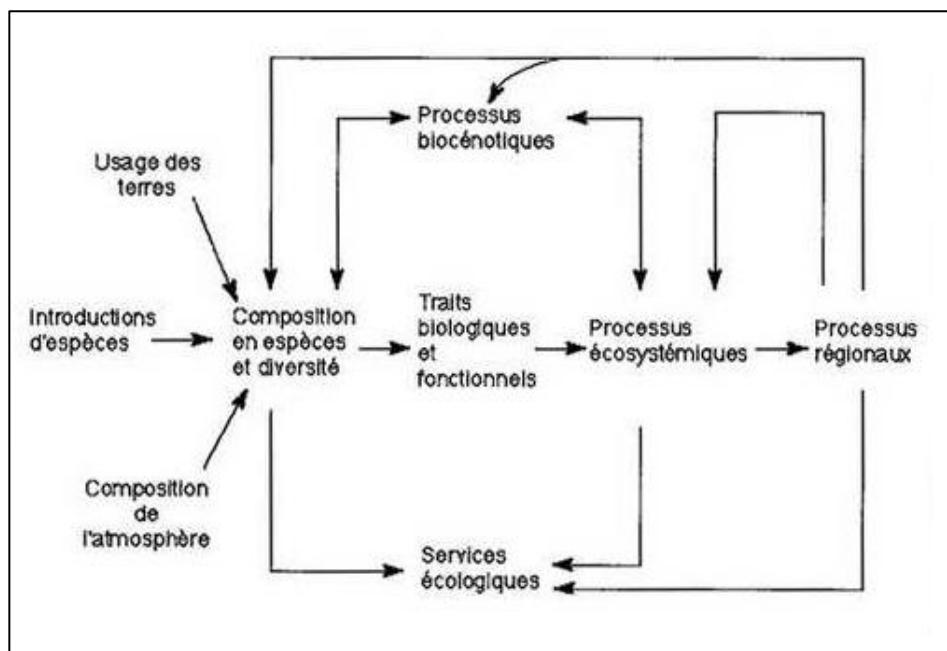 Processus
biocénotiques
Usage des
terres
Introductions
d'espèces
Composition
en espèces
et diversité
Traits
biologiques
et
fonctionnels
Processus
écosystémiques
Processus
régionaux
Composition
de
l'atmosphère
Services
écologiques